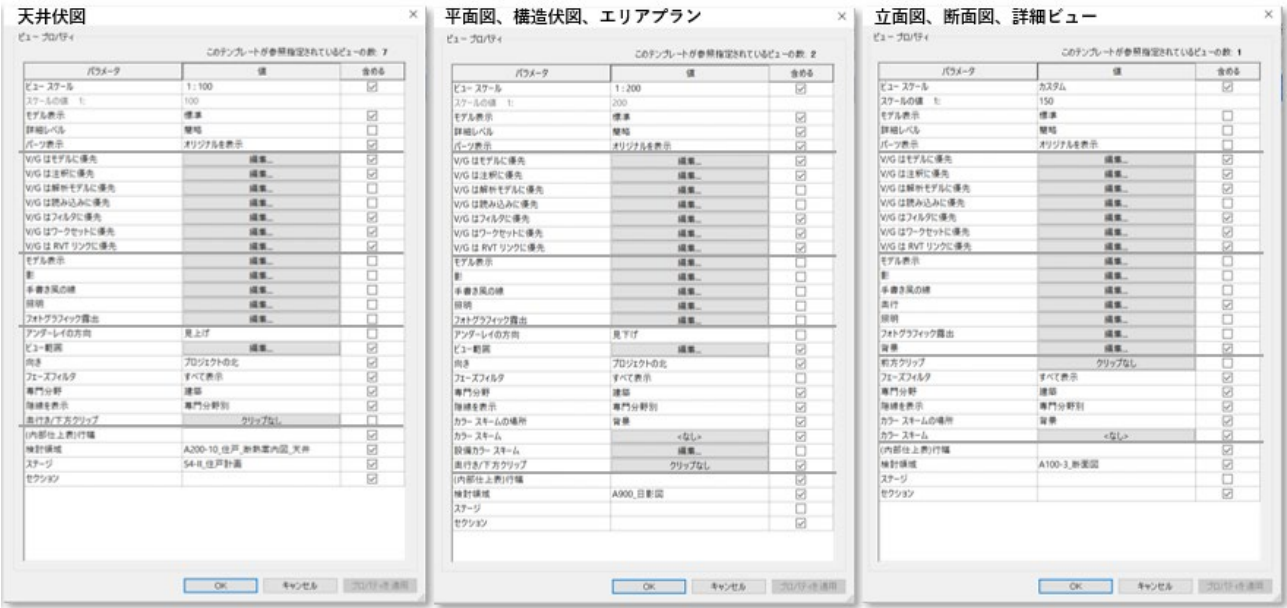 天井伏図
ビュー プロパティ
このテンプレートが参照指定されているビューの数: 7
パラメータ 値 含める
ビュー スケール 1 : 100
スケールの値 1: 100
モデル表示 標準
詳細レベル 簡略
パーツ表示 オリジナルを表示
V/G はモデルに優先 編集...
V/G は注釈に優先 編集...
V/G は解析モデルに優先 編集...
V/G は読み込みに優先 編集...
V/G はフィルタに優先 編集...
V/G はワークセットに優先 編集...
V/G は RVT リンクに優先 編集...
モデル表示 編集...
影 編集...
手書き風の線 編集...
照明 編集...
フォトグラフィック露出 編集...
アンダーレイの方向 見上げ
ビュー範囲 編集...
向き プロジェクトの北
フェーズフィルタ すべて表示
専門分野 建築
陰線を表示 専門分野別
奥行き/下方クリップ クリップなし
(内部仕上表)行幅
検討領域 A200-10_住戸_断熱案内図_天井
ステージ S4-II_住戸計画
セクション
OK キャンセル プロパティを適用
平面図、構造伏図、エリアプラン
ビュー プロパティ
このテンプレートが参照指定されているビューの数: 2
パラメータ 値 含める
ビュー スケール 1 : 200
スケールの値 1: 200
モデル表示 標準
詳細レベル 簡略
パーツ表示 オリジナルを表示
V/G はモデルに優先 編集...
V/G は注釈に優先 編集...
V/G は解析モデルに優先 編集...
V/G は読み込みに優先 編集...
V/G はフィルタに優先 編集...
V/G はワークセットに優先 編集...
V/G は RVT リンクに優先 編集...
モデル表示 編集...
影 編集...
手書き風の線 編集...
照明 編集...
フォトグラフィック露出 編集...
アンダーレイの方向 見下げ
ビュー範囲 編集...
向き プロジェクトの北
フェーズフィルタ すべて表示
専門分野 建築
陰線を表示 専門分野別
カラー スキームの場所 背景
カラー スキーム <なし>
設備カラー スキーム 編集...
奥行き/下方クリップ クリップなし
(内部仕上表)行幅
検討領域 A900_日影図
ステージ
セクション
OK キャンセル プロパティを適用
立面図、断面図、詳細ビュー
ビュー プロパティ
このテンプレートが参照指定されているビューの数: 1
パラメータ 値 含める
ビュー スケール カスタム
スケールの値 1: 150
モデル表示 標準
詳細レベル 簡略
パーツ表示 オリジナルを表示
V/G はモデルに優先 編集...
V/G は注釈に優先 編集...
V/G は解析モデルに優先 編集...
V/G は読み込みに優先 編集...
V/G はフィルタに優先 編集...
V/G はワークセットに優先 編集...
V/G は RVT リンクに優先 編集...
モデル表示 編集...
影 編集...
手書き風の線 編集...
奥行 編集...
照明 編集...
フォトグラフィック露出 編集...
背景 編集...
前方クリップ クリップなし
フェーズフィルタ すべて表示
専門分野 建築
陰線を表示 専門分野別
カラー スキームの場所 背景
カラー スキーム <なし>
(内部仕上表)行幅
検討領域 A100-3_断面図
ステージ
セクション
OK キャンセル プロパティを適用